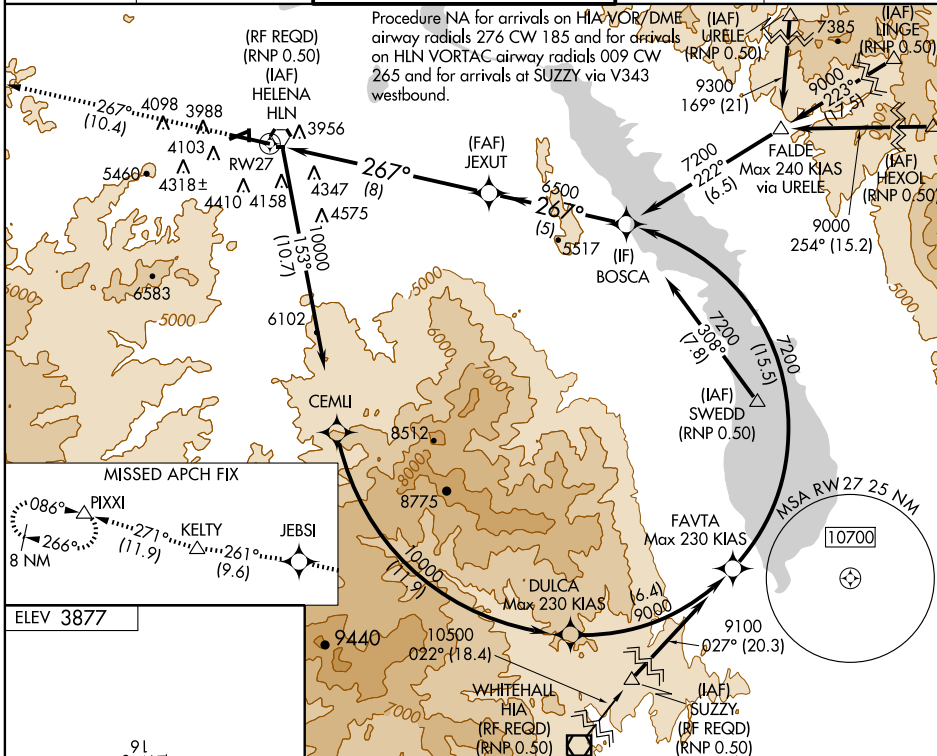 Procedure NA for arrivals on HIA VOR/DME
airway radials 276 CW 185 and for arrivals
on HLN VORTAC airway radials 009 CW
265 and for arrivals at SUZZY via V343
westbound.
(RF REQD)
(RNP 0.50)
(IAF)
HELENA
HLN
(IAF)
URELE
(RNP 0.50)
7385
(IAF)
LINGE
(RNP 0.50)
9300
169° (21)
9000
223°
(17.5)
267°
(10.4)
4098
3988
3956
4103
RW27
5460
4318±
4410
4158
4347
4575
267°
(8)
(FAF)
JEXUT
6500
267°
(5)
5517
(IF)
BOSCA
7200
222°
(6.5)
FALDE
Max 240 KIAS
via URELE
(IAF)
HEXOL
(RNP 0.50)
9000
254° (15.2)
10000
153°
(10.7)
6583
5000
6000
6102
5000
6000
7000
5000
6000
7200
308°
(7.8)
7200
(15.5)
(IAF)
SWEDD
(RNP 0.50)
CEMLI
8512
8000
8775
MISSED APCH FIX
086°
PIXXI
266°
8 NM
271°
(11.9)
KELTY
261°
(9.6)
JEBSI
MSA RW27 25 NM
10700
FAVTA
Max 230 KIAS
10000
(11.9)
DULCA
Max 230 KIAS
(6.4)
9000
ELEV 3877
9440
10500
022° (18.4)
9100
027° (20.3)
WHITEHALL
HIA
(RF REQD)
(RNP 0.50)
(IAF)
SUZZY
(RF REQD)
(RNP 0.50)
91